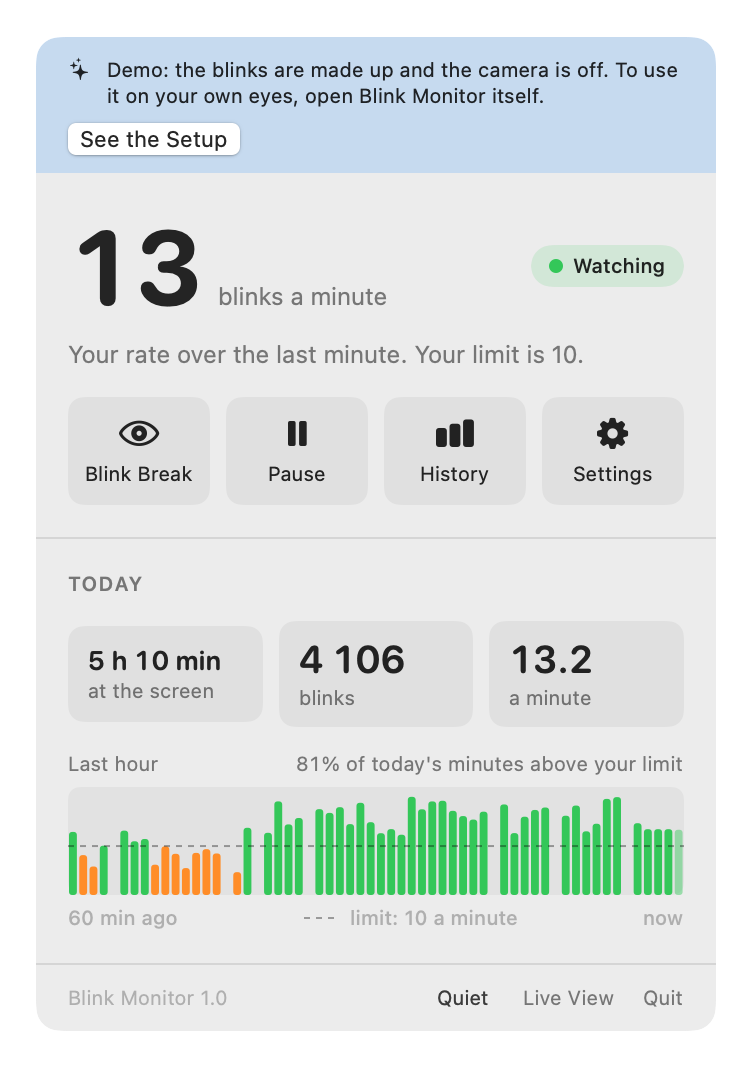 Demo: the blinks are made up and the camera is off. To use
it on your own eyes, open Blink Monitor itself.
See the Setup
13 blinks a minute
Watching
Your rate over the last minute. Your limit is 10.
Blink Break
Pause
History
Settings
TODAY
5 h 10 min
at the screen
4 106
blinks
13.2
a minute
Last hour
81% of today's minutes above your limit
60 min ago
limit: 10 a minute
now
Blink Monitor 1.0
Quiet
Live View
Quit